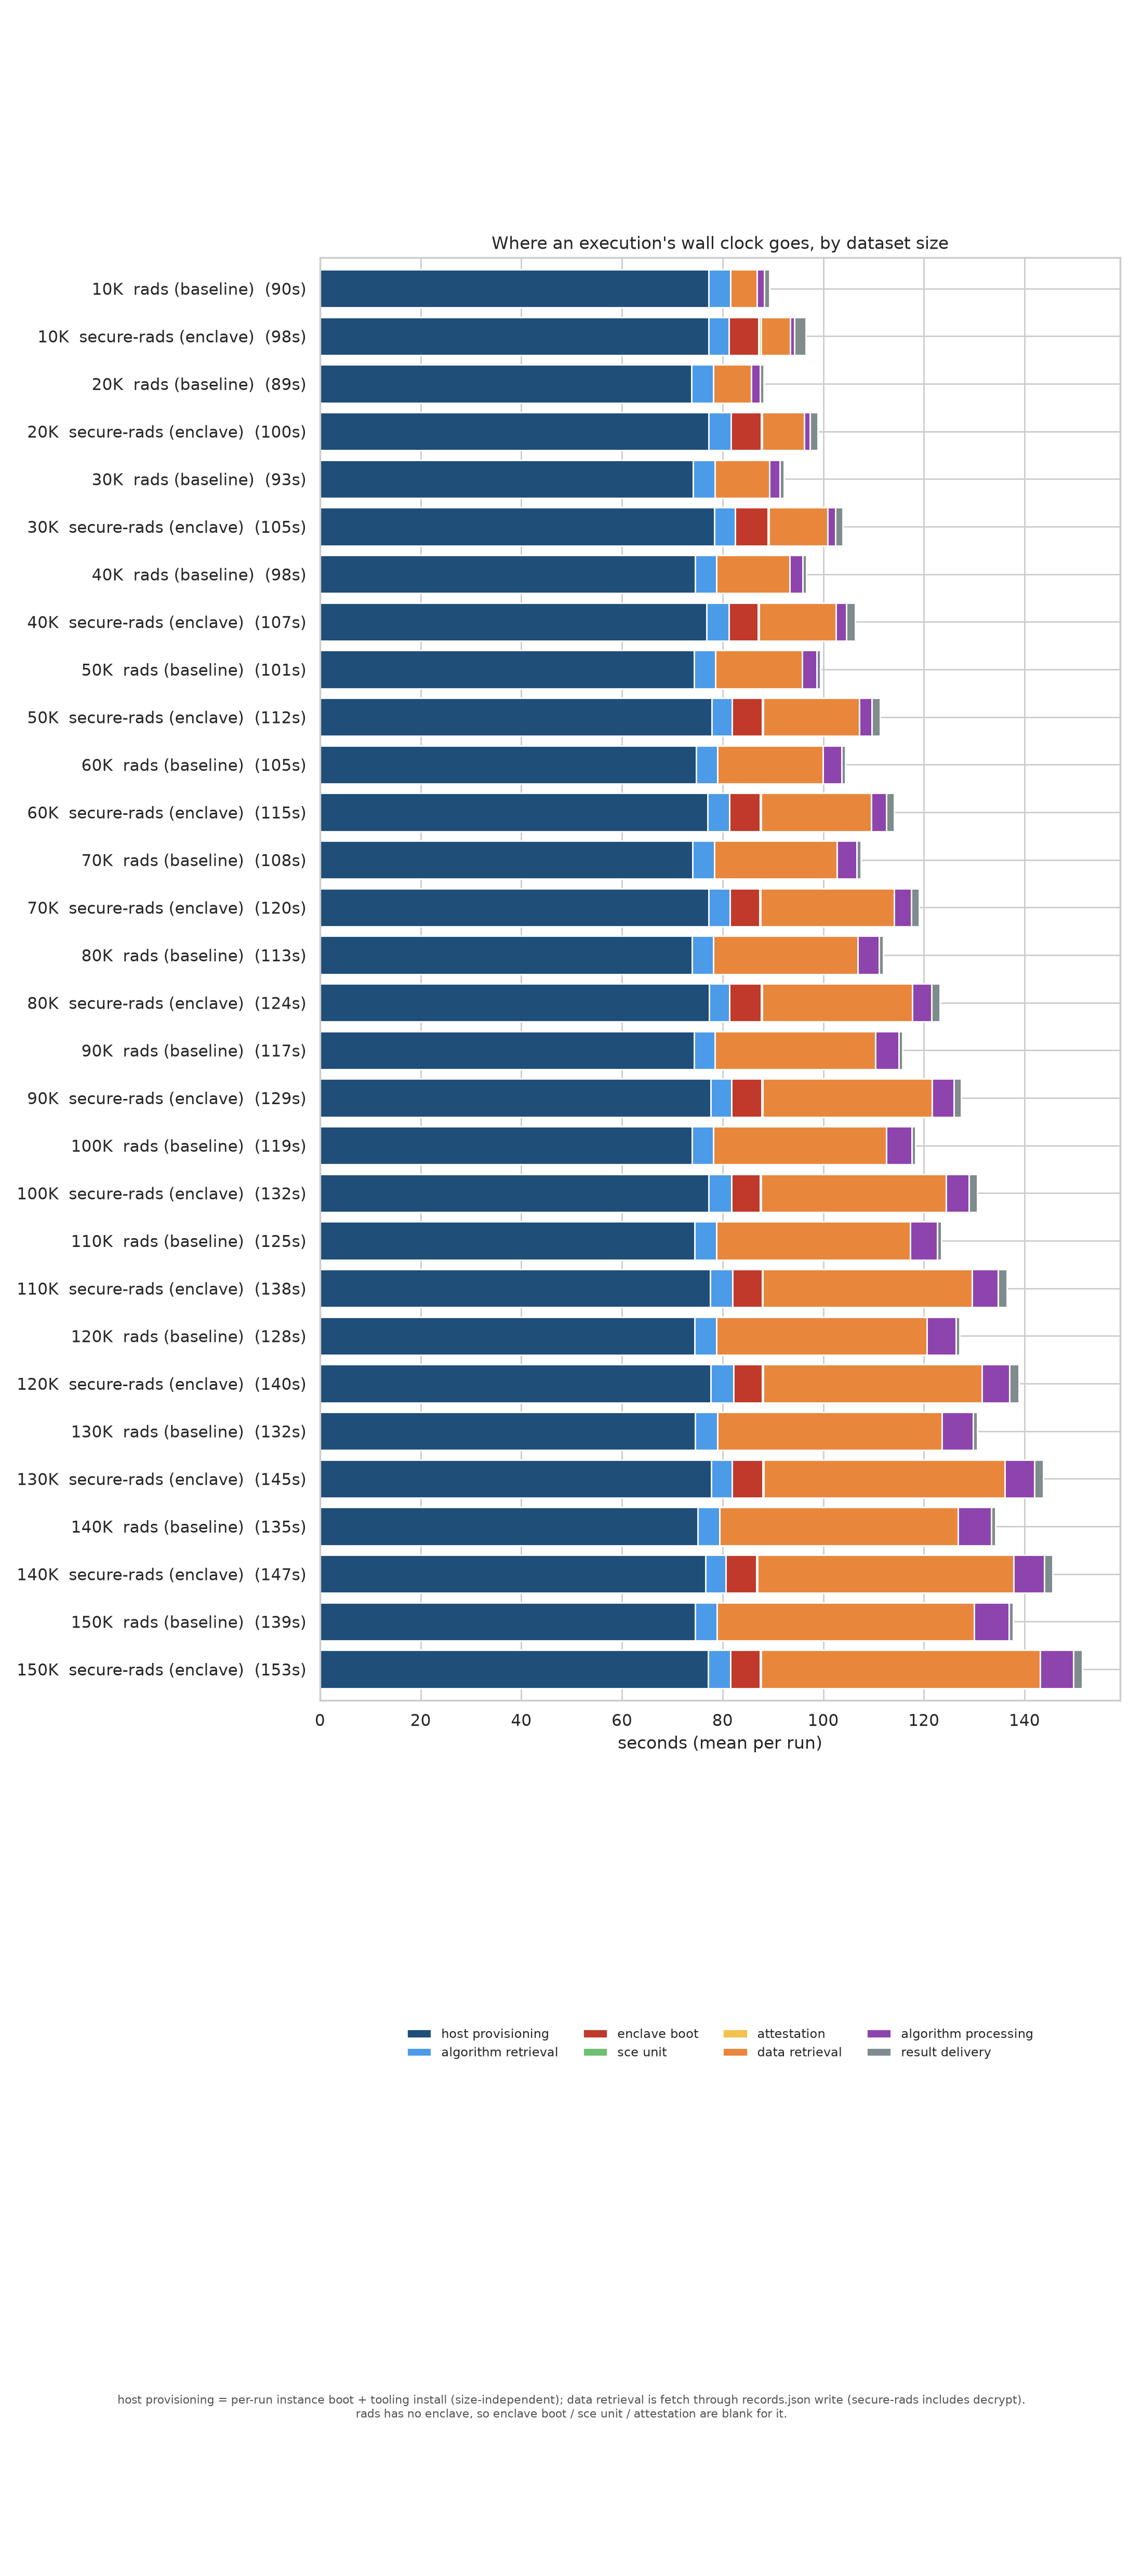 Where an execution's wall clock goes, by dataset size
10K  rads (baseline)  (90s)
10K  secure-rads (enclave)  (98s)
20K  rads (baseline)  (89s)
20K  secure-rads (enclave)  (100s)
30K  rads (baseline)  (93s)
30K  secure-rads (enclave)  (105s)
40K  rads (baseline)  (98s)
40K  secure-rads (enclave)  (107s)
50K  rads (baseline)  (101s)
50K  secure-rads (enclave)  (112s)
60K  rads (baseline)  (105s)
60K  secure-rads (enclave)  (115s)
70K  rads (baseline)  (108s)
70K  secure-rads (enclave)  (120s)
80K  rads (baseline)  (113s)
80K  secure-rads (enclave)  (124s)
90K  rads (baseline)  (117s)
90K  secure-rads (enclave)  (129s)
100K  rads (baseline)  (119s)
100K  secure-rads (enclave)  (132s)
110K  rads (baseline)  (125s)
110K  secure-rads (enclave)  (138s)
120K  rads (baseline)  (128s)
120K  secure-rads (enclave)  (140s)
130K  rads (baseline)  (132s)
130K  secure-rads (enclave)  (145s)
140K  rads (baseline)  (135s)
140K  secure-rads (enclave)  (147s)
150K  rads (baseline)  (139s)
150K  secure-rads (enclave)  (153s)
0 20 40 60 80 100 120 140
seconds (mean per run)
host provisioning enclave boot attestation algorithm processing
algorithm retrieval sce unit data retrieval result delivery
host provisioning = per-run instance boot + tooling install (size-independent); data retrieval is fetch through records.json write (secure-rads includes decrypt).
rads has no enclave, so enclave boot / sce unit / attestation are blank for it.